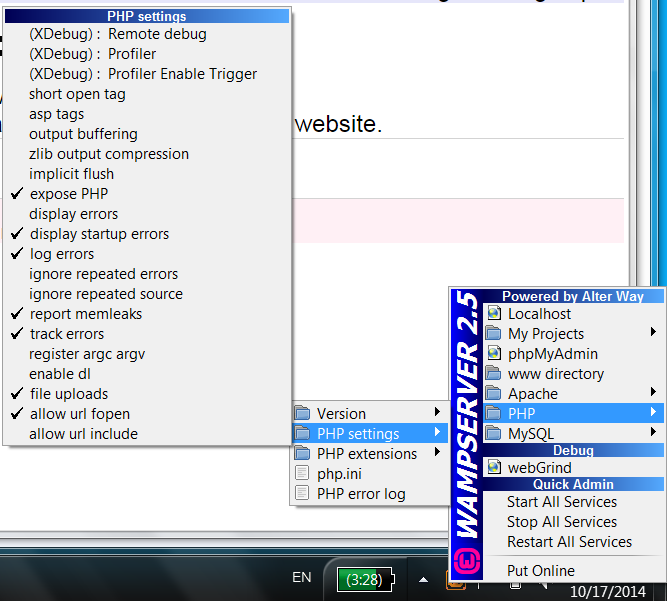 PHP settings
(XDebug) :  Remote debug
(XDebug) :  Profiler
(XDebug) :  Profiler Enable Trigger
short open tag
asp tags
output buffering
zlib output compression
implicit flush
expose PHP
display errors
display startup errors
log errors
ignore repeated errors
ignore repeated source
report memleaks
track errors
register argc argv
enable dl
file uploads
allow url fopen
allow url include
website.
Version
PHP settings
PHP extensions
php.ini
PHP error log
WAMPSERVER 2.5
Powered by Alter Way
Localhost
My Projects
phpMyAdmin
www directory
Apache
PHP
MySQL
Debug
webGrind
Quick Admin
Start All Services
Stop All Services
Restart All Services
Put Online
EN
(3:28)
10/17/2014